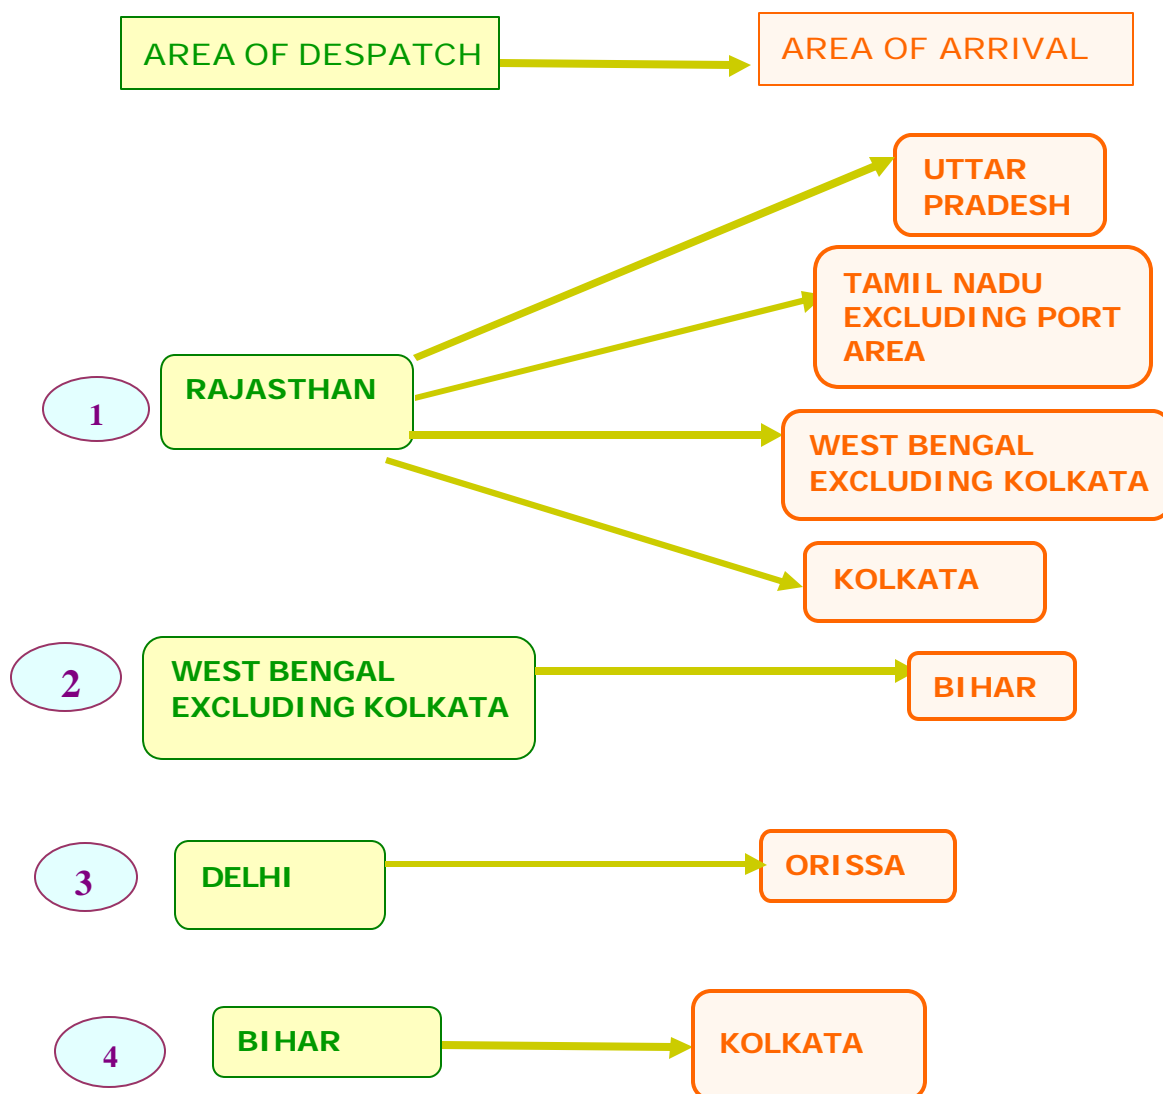 AREA OF DESPATCH
AREA OF ARRIVAL
UTTAR
PRADESH
TAMIL NADU
EXCLUDING PORT
AREA
1
RAJASTHAN
WEST BENGAL
EXCLUDING KOLKATA
KOLKATA
2
WEST BENGAL
EXCLUDING KOLKATA
BIHAR
3
DELHI
ORISSA
4
BIHAR
KOLKATA